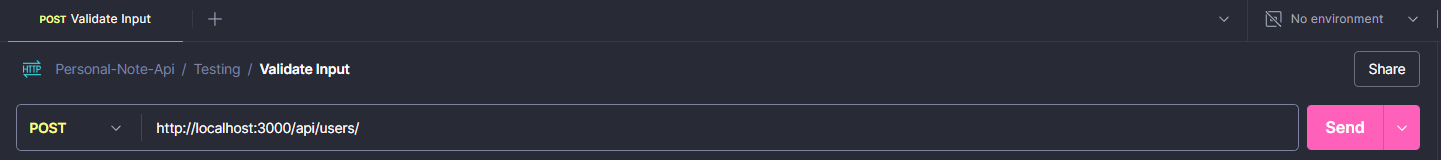 POST Validate Input
No environment
HTTP Personal-Note-Api / Testing / Validate Input
Share
POST http://localhost:3000/api/users/
Send